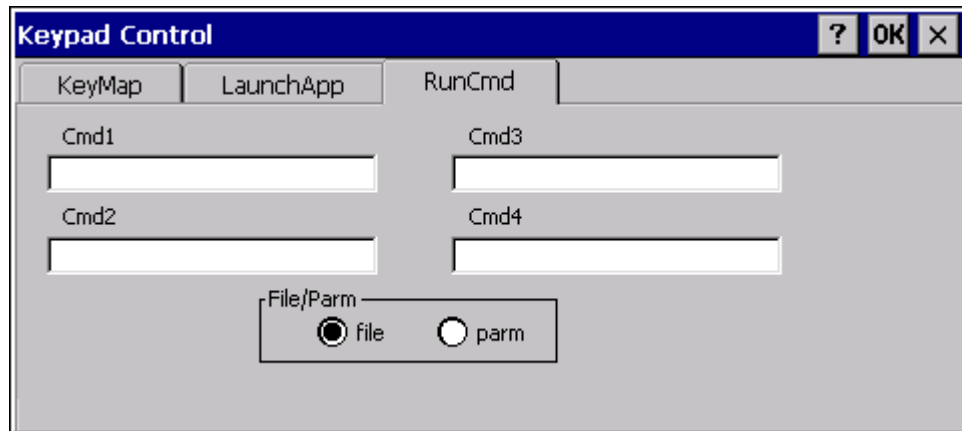 Keypad Control ? OK ×
KeyMap LaunchApp RunCmd
Cmd1 Cmd3
Cmd2 Cmd4
File/Parm
file parm